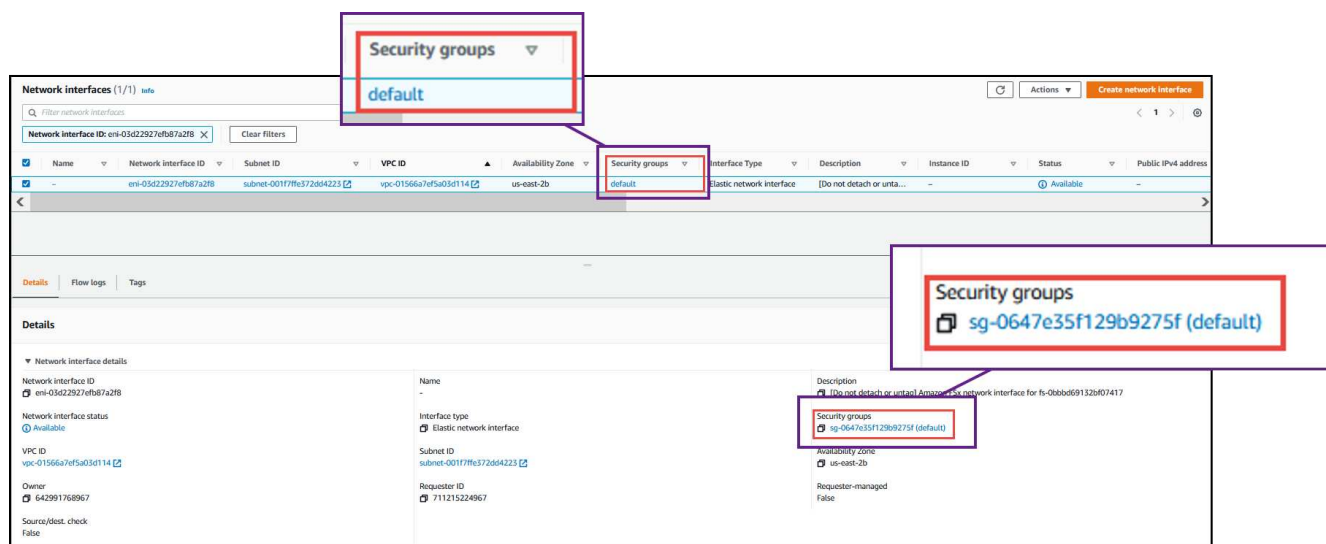 Security groups
default
Network interfaces (1/1) Info
Actions
Create network interface
Filter network interfaces
1
Network interface ID: eni-03d22927efb87a2f8
Clear filters
Name Network interface ID Subnet ID VPC ID Availability Zone Security groups Interface Type Description Instance ID Status Public IPv4 address
– eni-03d22927efb87a2f8 subnet-001f7ffe372dd4223 vpc-01566a7ef5a03d114 us-east-2b default Elastic network interface [Do not detach or unta... – Available –
Details Flow logs Tags
Security groups
sg-0647e35f129b9275f (default)
Details
Network interface details
Network interface ID
eni-03d22927efb87a2f8
Name
-
Description
[Do not detach or untag] Amazon FSx network interface for fs-0bbbd69132bf07417
Network interface status
Available
Interface type
Elastic network interface
Security groups
sg-0647e35f129b9275f (default)
VPC ID
vpc-01566a7ef5a03d114
Subnet ID
subnet-001f7ffe372dd4223
Availability Zone
us-east-2b
Owner
642991768967
Requester ID
711215224967
Requester-managed
False
Source/dest. check
False